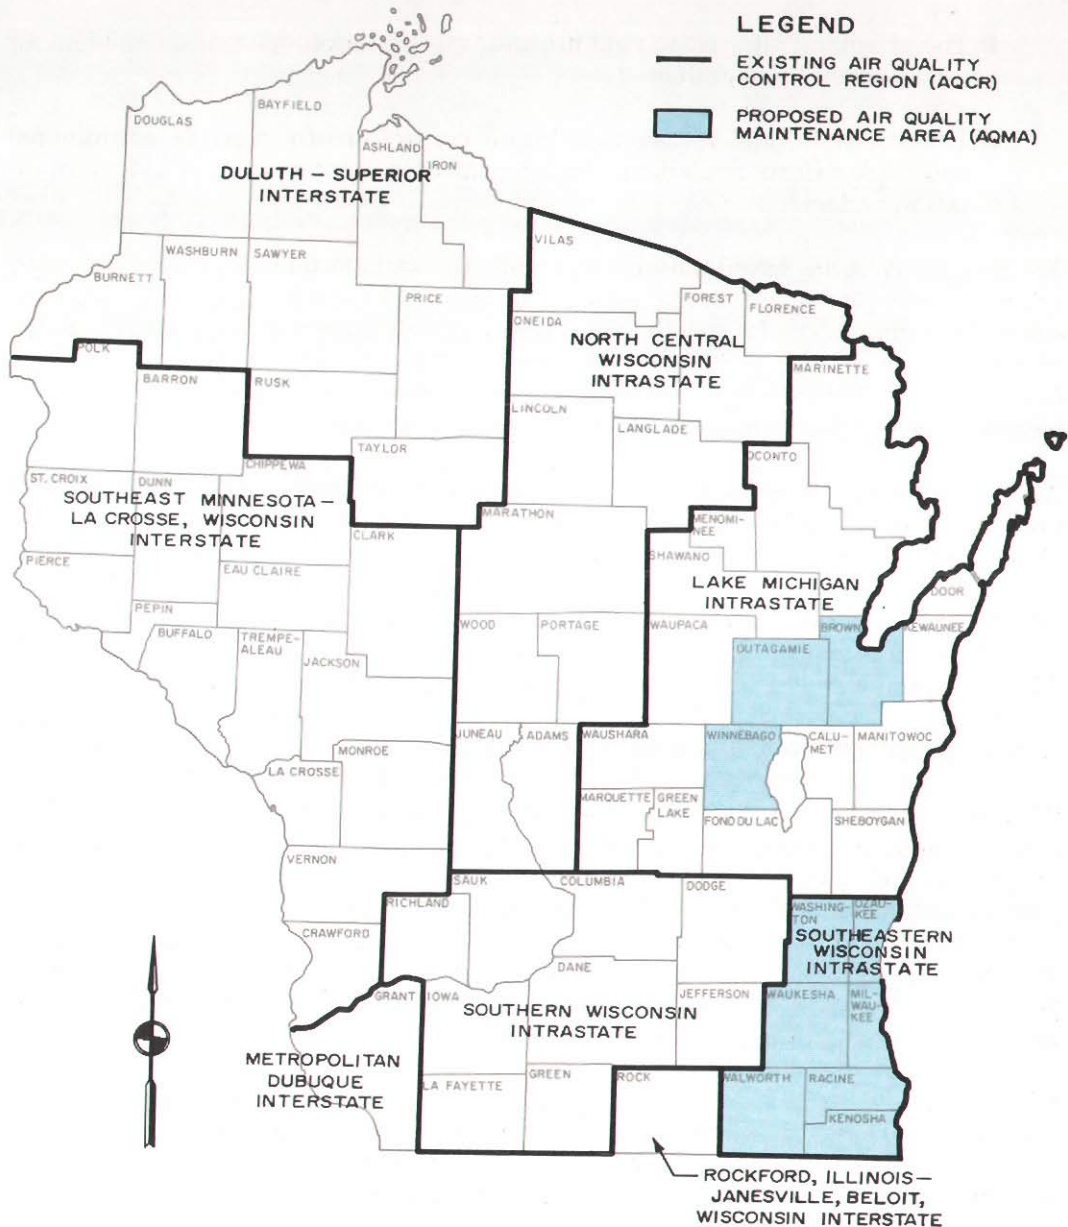 LEGEND
EXISTING AIR QUALITY
CONTROL REGION (AQCR)
PROPOSED AIR QUALITY
MAINTENANCE AREA (AQMA)
DOUGLAS
BAYFIELD
ASHLAND
IRON
DULUTH – SUPERIOR
INTERSTATE
VILAS
WASHBURN
SAWYER
BURNETT
PRICE
FOREST
FLORENCE
ONEIDA
NORTH CENTRAL
WISCONSIN
INTRASTATE
POLK
BARRON
RUSK
MARINETTE
LINCOLN
LANGLADE
TAYLOR
OCONTO
CHIPPEWA
ST. CROIX
DUNN
SOUTHEAST MINNESOTA –
LA CROSSE, WISCONSIN
INTERSTATE
MARATHON
MENOMI-
NEE
CLARK
SHAWANO
PIERCE
EAU CLAIRE
LAKE MICHIGAN
INTRASTATE
DOOR
PEPIN
BUFFALO
TREMPE-
ALEAU
WOOD
PORTAGE
WAUPACA
BROWN
KEWAUNEE
OUTAGAMIE
JACKSON
JUNEAU
ADAMS
WAUSHARA
WINNEBAGO
CALU-
MET
MANITOWOC
MONROE
LA CROSSE
MARQUETTE
GREEN
LAKE
FOND DU LAC
SHEBOYGAN
VERNON
SAUK
COLUMBIA
DODGE
RICHLAND
WASHING-
TON
OZAU-
KEE
CRAWFORD
SOUTHEASTERN
WISCONSIN
INTRASTATE
DANE
GRANT
IOWA
JEFFERSON
WAUKESHA
MIL-
WAU-
KEE
SOUTHERN WISCONSIN
INTRASTATE
METROPOLITAN
DUBUQUE
INTERSTATE
LA FAYETTE
GREEN
ROCK
WALWORTH
RACINE
KENOSHA
ROCKFORD, ILLINOIS—
JANESVILLE, BELOIT,
WISCONSIN INTERSTATE